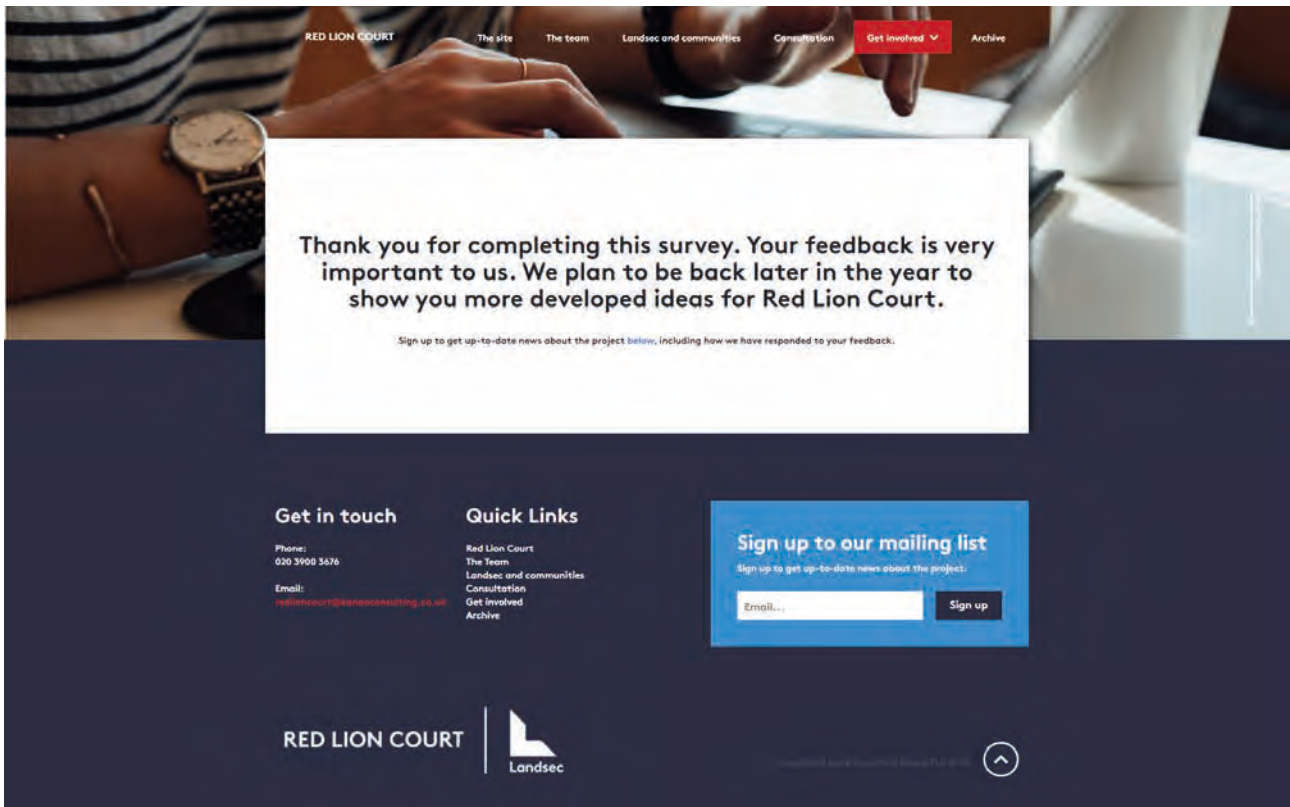 RED LION COURT The site The team Landsec and communities Consultation Get involved Archive
Thank you for completing this survey. Your feedback is very
important to us. We plan to be back later in the year to
show you more developed ideas for Red Lion Court.
Sign up to get up-to-date news about the project below, including how we have responded to your feedback.
Get in touch
Phone:
020 3900 3676
Email:
Quick Links
Red Lion Court
The Team
Landsec and communities
Consultation
Get involved
Archive
Sign up to our mailing list
Sign up to get up-to-date news about the project.
Email...
Sign up
RED LION COURT
Landsec